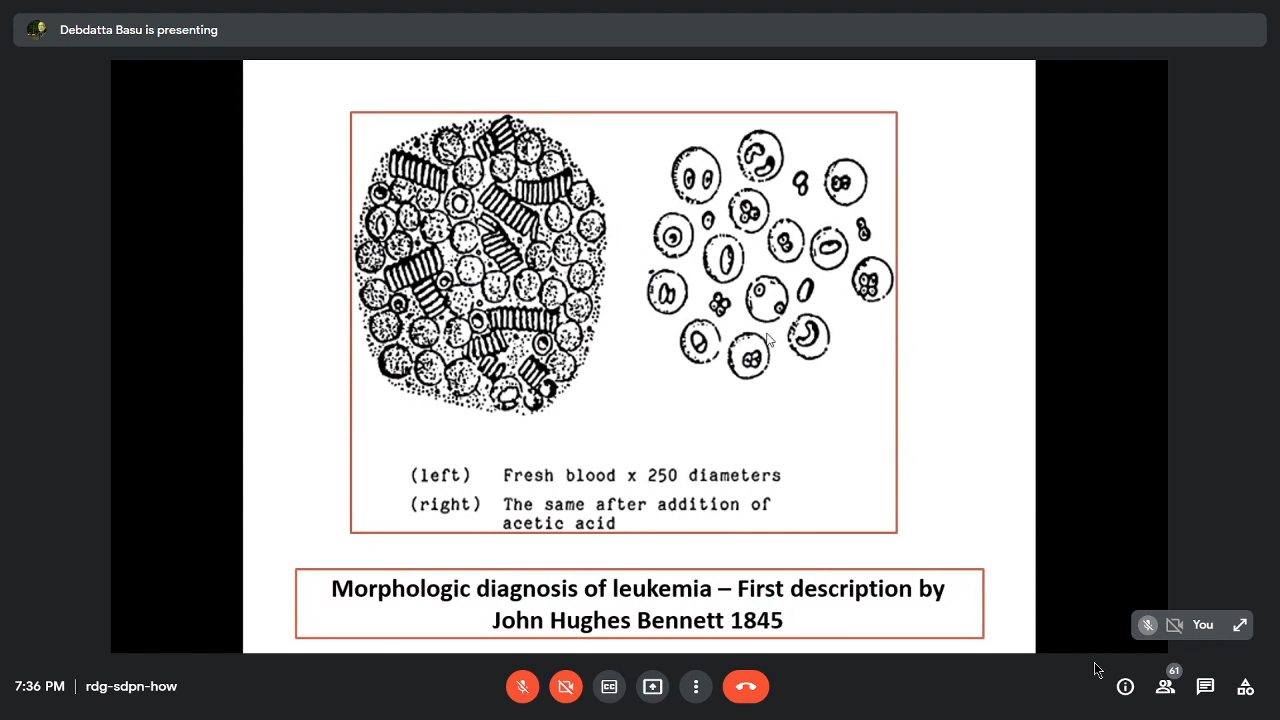 Debdatta Basu is presenting
(left) Fresh blood x 250 diameters
(right) The same after addition of
acetic acid
Morphologic diagnosis of leukemia – First description by
John Hughes Bennett 1845
You
61
7:36 PM | rdg-sdpn-how